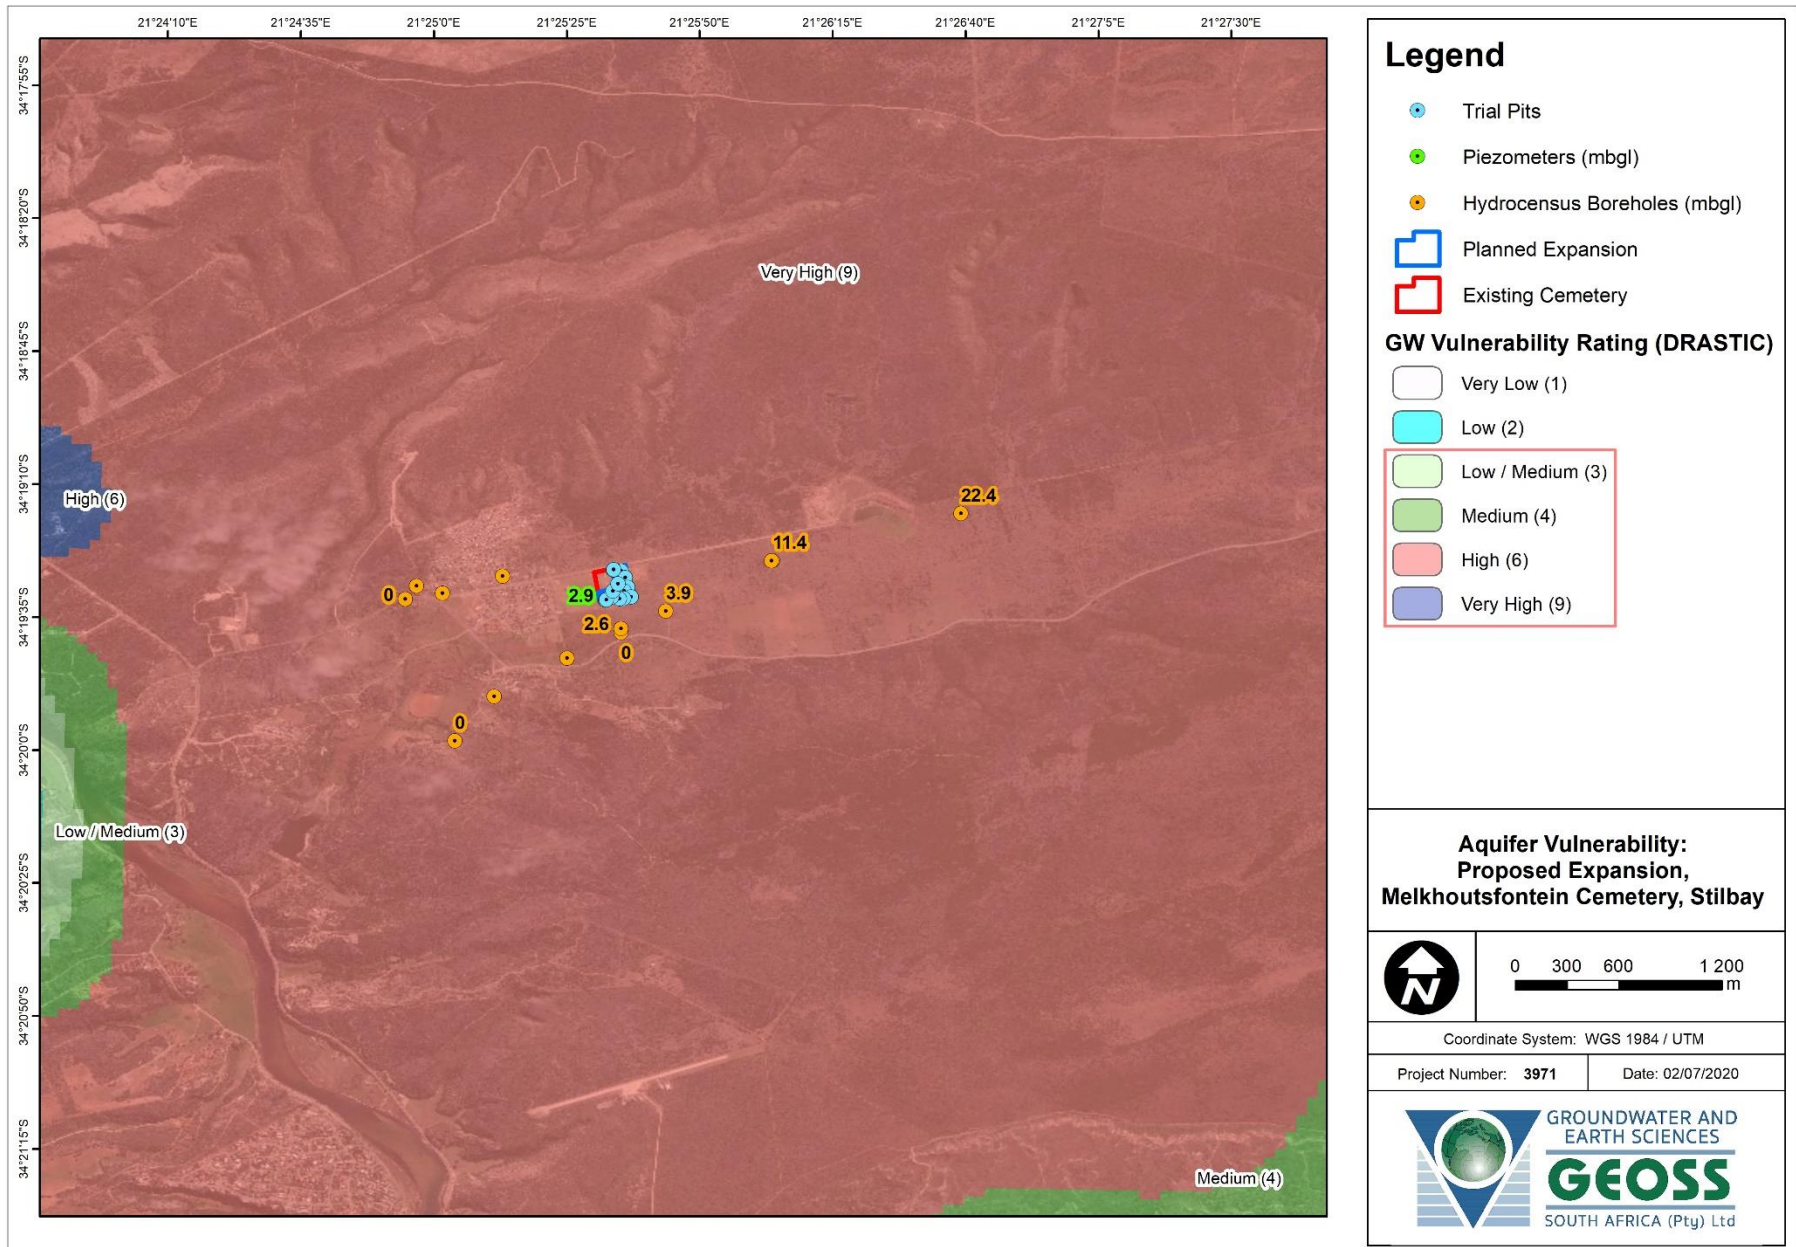 21°24'10"E
21°24'35"E
21°25'0"E
21°25'25"E
21°25'50"E
21°26'15"E
21°26'40"E
21°27'5"E
21°27'30"E
34°17'55"S
34°18'20"S
34°18'45"S
34°19'10"S
34°19'35"S
34°20'0"S
34°20'25"S
34°20'50"S
34°21'15"S
Very High (9)
High (6)
22.4
11.4
0
2.9
3.9
2.6
0
0
Low / Medium (3)
Medium (4)
Legend
Trial Pits
Piezometers (mbgl)
Hydrocensus Boreholes (mbgl)
Planned Expansion
Existing Cemetery
GW Vulnerability Rating (DRASTIC)
Very Low (1)
Low (2)
Low / Medium (3)
Medium (4)
High (6)
Very High (9)
Aquifer Vulnerability:
Proposed Expansion,
Melkhoutsfontein Cemetery, Stilbay
N
0 300 600 1 200
m
Coordinate System: WGS 1984 / UTM
Project Number: 3971
Date: 02/07/2020
GROUNDWATER AND
EARTH SCIENCES
GEOSS
SOUTH AFRICA (Pty) Ltd